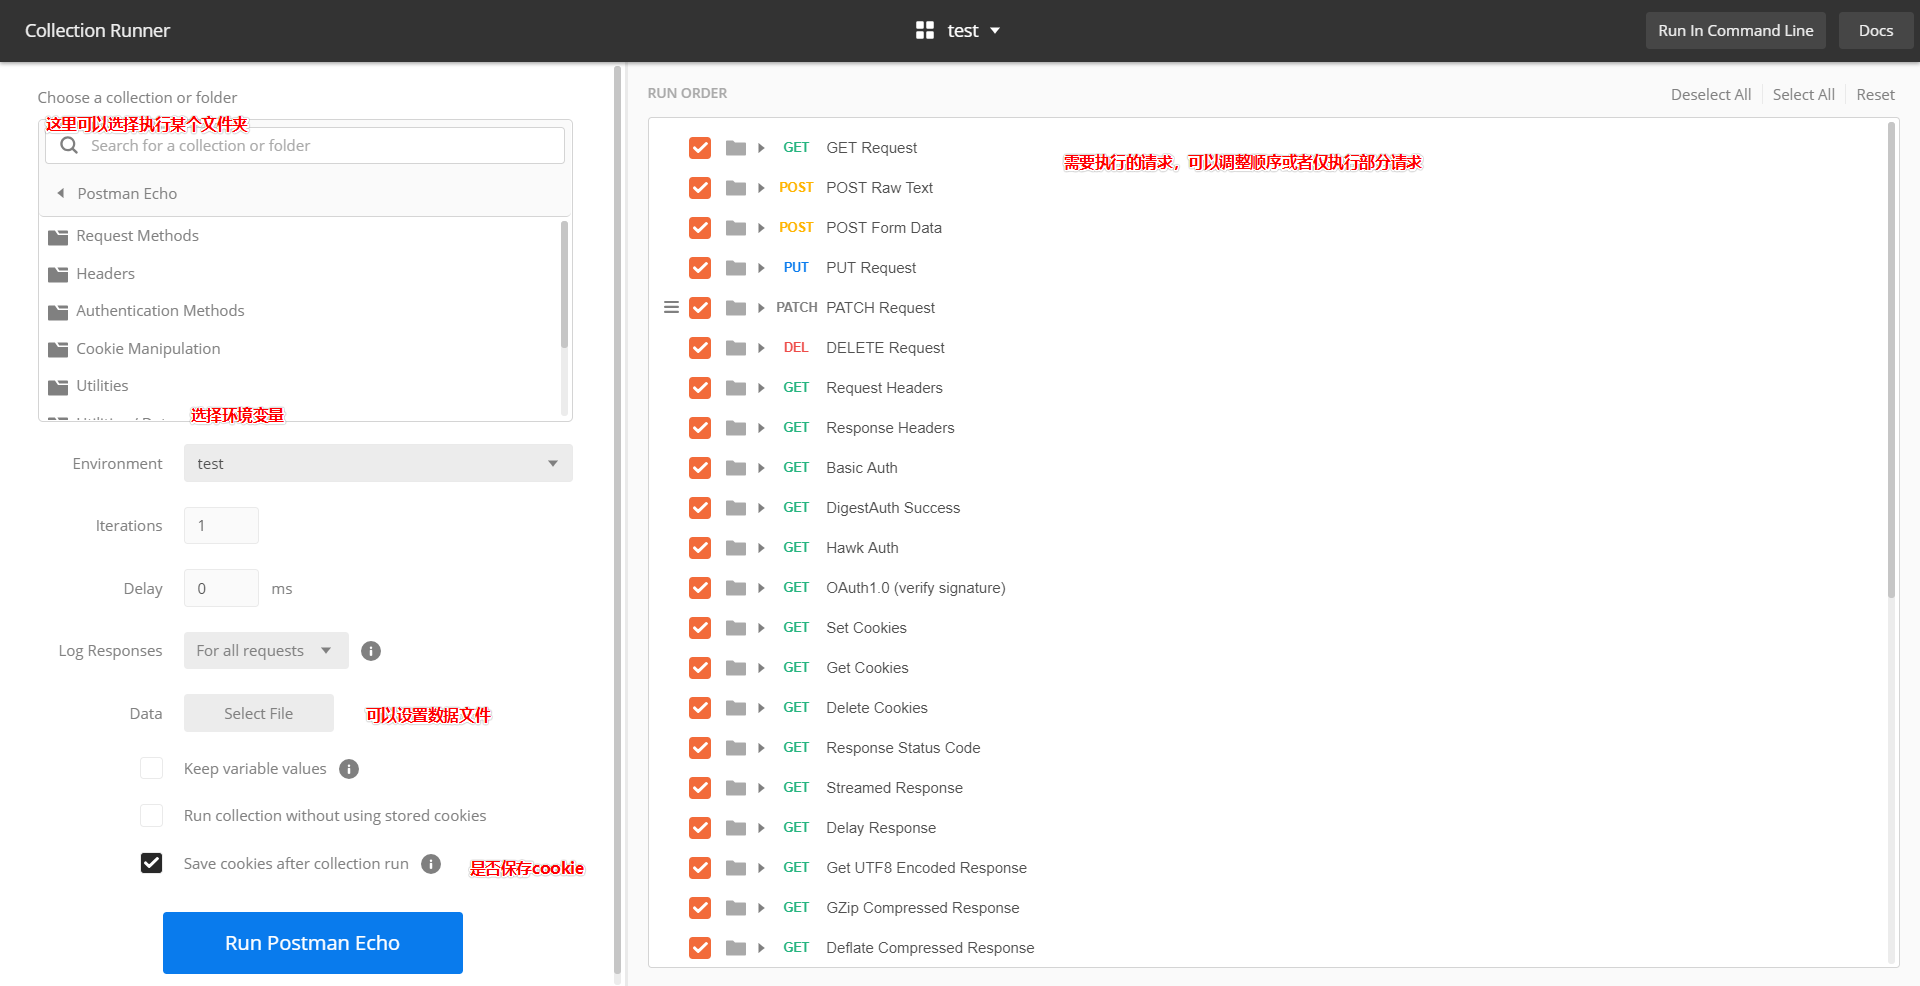 Collection Runner
test
Run In Command Line
Docs
Choose a collection or folder
这里可以选择执行某个文件夹
Search for a collection or folder
Postman Echo
Request Methods
Headers
Authentication Methods
Cookie Manipulation
Utilities
选择环境变量
Environment
test
Iterations
1
Delay
0
ms
Log Responses
For all requests
Data
Select File
可以设置数据文件
Keep variable values
Run collection without using stored cookies
Save cookies after collection run
是否保存cookie
Run Postman Echo
RUN ORDER
Deselect All
Select All
Reset
需要执行的请求，可以调整顺序或者仅执行部分请求
GET GET Request
POST POST Raw Text
POST POST Form Data
PUT PUT Request
PATCH PATCH Request
DEL DELETE Request
GET Request Headers
GET Response Headers
GET Basic Auth
GET DigestAuth Success
GET Hawk Auth
GET OAuth1.0 (verify signature)
GET Set Cookies
GET Get Cookies
GET Delete Cookies
GET Response Status Code
GET Streamed Response
GET Delay Response
GET Get UTF8 Encoded Response
GET GZip Compressed Response
GET Deflate Compressed Response